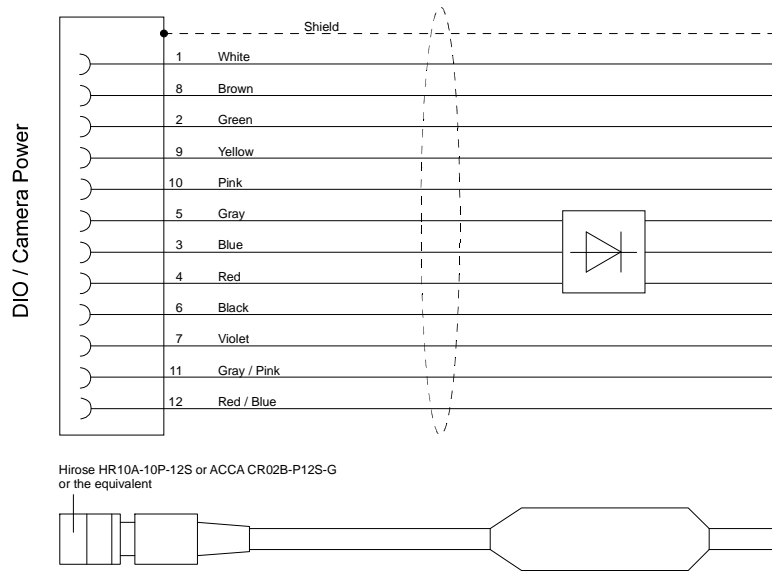 Shield
1 White
8 Brown
2 Green
9 Yellow
10 Pink
5 Gray
3 Blue
4 Red
6 Black
7 Violet
11 Gray / Pink
12 Red / Blue
DIO / Camera Power
Hirose HR10A-10P-12S or ACCA CR02B-P12S-G
or the equivalent